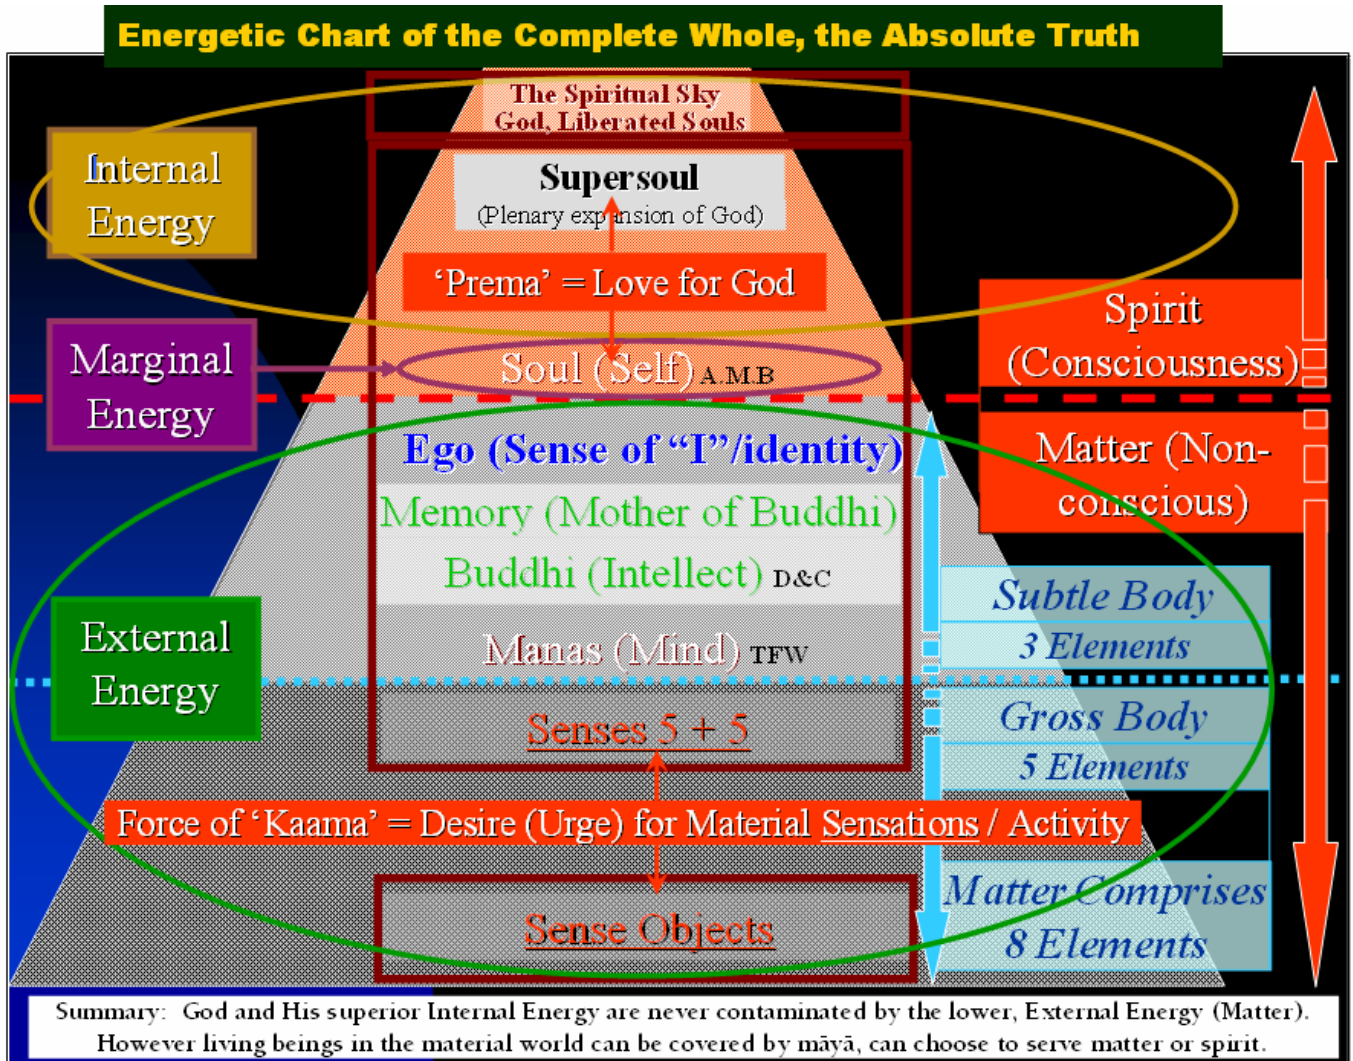 Energetic Chart of the Complete Whole, the Absolute Truth
The Spiritual Sky
God, Liberated Souls
Internal
Energy
Supersoul
(Plenary expansion of God)
‘Prema’ = Love for God
Spirit
(Consciousness)
Marginal
Energy
Soul (Self) A.M.B
Ego (Sense of “I”/identity)
Matter (Non-
conscious)
Memory (Mother of Buddhi)
Buddhi (Intellect) D&C
Subtle Body
3 Elements
External
Energy
Manas (Mind) TFW
Senses 5 + 5
Gross Body
5 Elements
Force of ‘Kaama’ = Desire (Urge) for Material Sensations / Activity
Matter Comprises
8 Elements
Sense Objects
Summary: God and His superior Internal Energy are never contaminated by the lower, External Energy (Matter).
However living beings in the material world can be covered by māyā, can choose to serve matter or spirit.